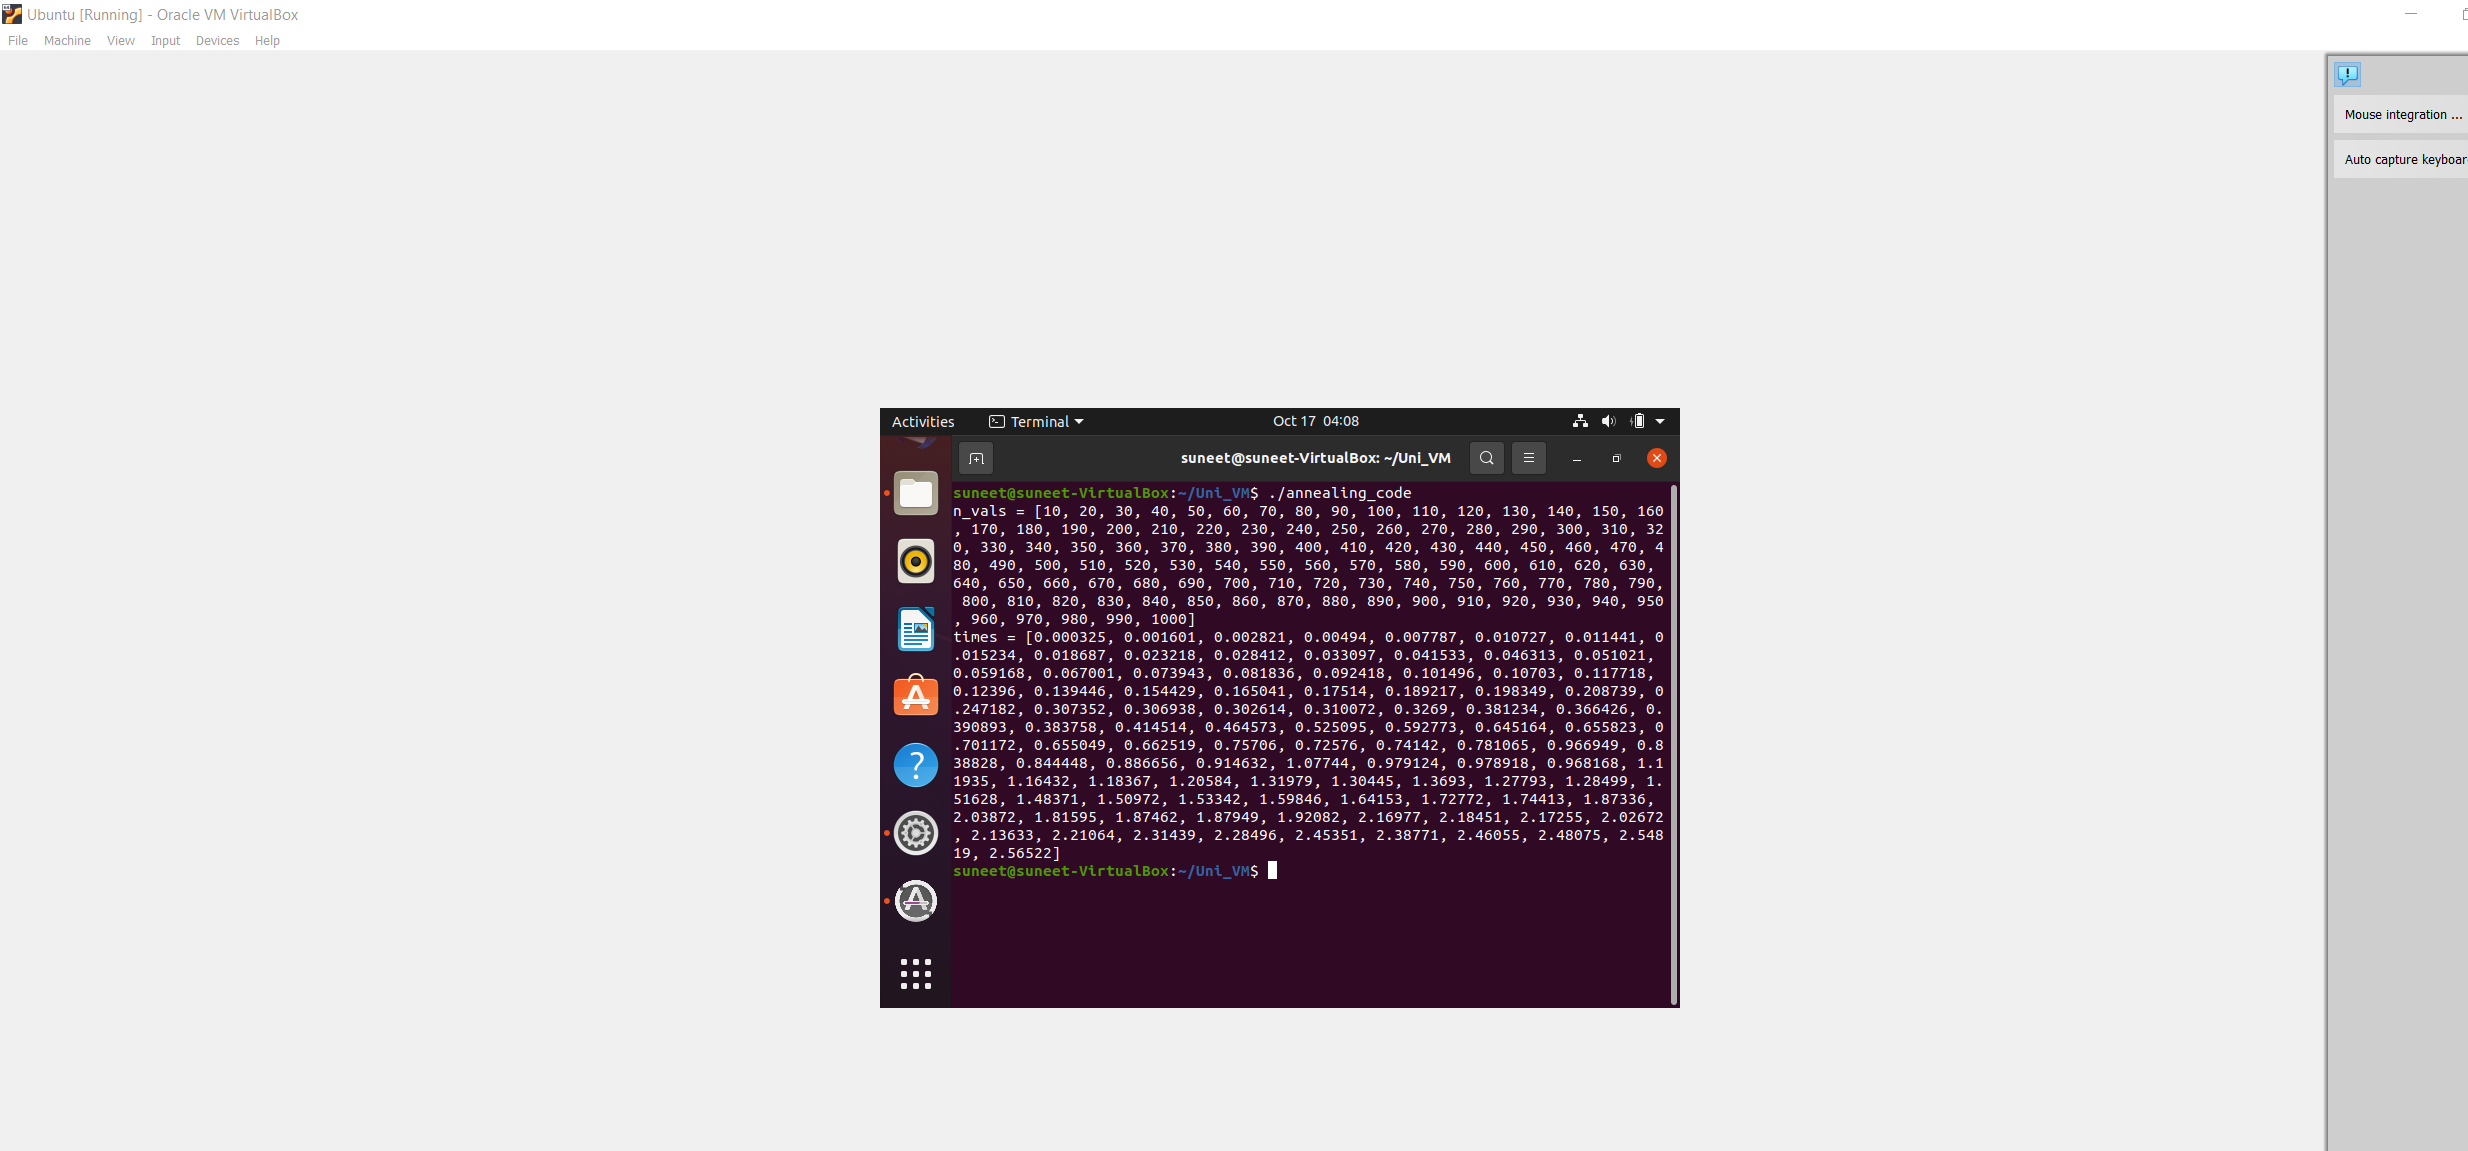 Ubuntu [Running] - Oracle VM VirtualBox
File Machine View Input Devices Help
Mouse integration ...
Auto capture keyboar
Activities Terminal Oct 17 04:08
suneet@suneet-VirtualBox: ~/Uni_VM
suneet@suneet-VirtualBox:~/Uni_VM$ ./annealing_code
n_vals = [10, 20, 30, 40, 50, 60, 70, 80, 90, 100, 110, 120, 130, 140, 150, 160
, 170, 180, 190, 200, 210, 220, 230, 240, 250, 260, 270, 280, 290, 300, 310, 32
0, 330, 340, 350, 360, 370, 380, 390, 400, 410, 420, 430, 440, 450, 460, 470, 4
80, 490, 500, 510, 520, 530, 540, 550, 560, 570, 580, 590, 600, 610, 620, 630,
640, 650, 660, 670, 680, 690, 700, 710, 720, 730, 740, 750, 760, 770, 780, 790,
800, 810, 820, 830, 840, 850, 860, 870, 880, 890, 900, 910, 920, 930, 940, 950
, 960, 970, 980, 990, 1000]
times = [0.000325, 0.001601, 0.002821, 0.00494, 0.007787, 0.010727, 0.011441, 0
.015234, 0.018687, 0.023218, 0.028412, 0.033097, 0.041533, 0.046313, 0.051021,
0.059168, 0.067001, 0.073943, 0.081836, 0.092418, 0.101496, 0.10703, 0.117718,
0.12396, 0.139446, 0.154429, 0.165041, 0.17514, 0.189217, 0.198349, 0.208739, 0
.247182, 0.307352, 0.306938, 0.302614, 0.310072, 0.3269, 0.381234, 0.366426, 0.
390893, 0.383758, 0.414514, 0.464573, 0.525095, 0.592773, 0.645164, 0.655823, 0
.701172, 0.655049, 0.662519, 0.75706, 0.72576, 0.74142, 0.781065, 0.966949, 0.8
38828, 0.844448, 0.886656, 0.914632, 1.07744, 0.979124, 0.978918, 0.968168, 1.1
1935, 1.16432, 1.18367, 1.20584, 1.31979, 1.30445, 1.3693, 1.27793, 1.28499, 1.
51628, 1.48371, 1.50972, 1.53342, 1.59846, 1.64153, 1.72772, 1.74413, 1.87336,
2.03872, 1.81595, 1.87462, 1.87949, 1.92082, 2.16977, 2.18451, 2.17255, 2.02672
, 2.13633, 2.21064, 2.31439, 2.28496, 2.45351, 2.38771, 2.46055, 2.48075, 2.548
19, 2.56522]
suneet@suneet-VirtualBox:~/Uni_VM$